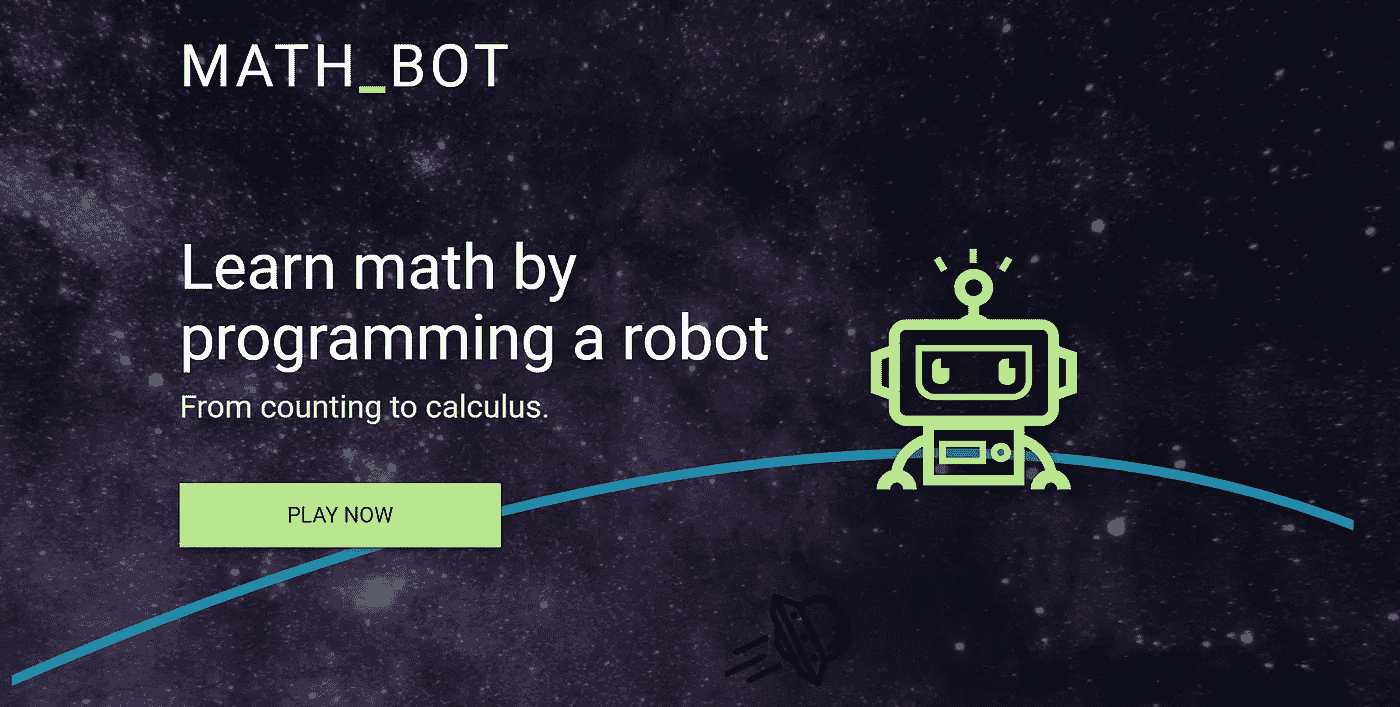 MATH_BOT
Learn math by
programming a robot
From counting to calculus.
PLAY NOW